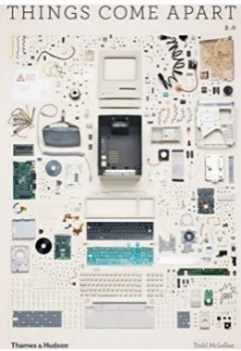 THINGS COME APART
2.0
Thames & Hudson
Todd McLellan